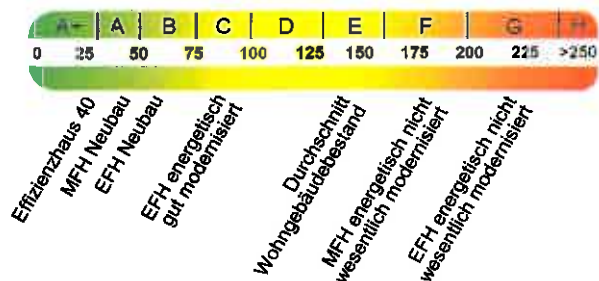 A+ A B C D E F G H
0 25 50 75 100 125 150 175 200 225 >250
Effizienzhaus 40
MFH Neubau
EFH Neubau
EFH energetisch
gut modernisiert
Durchschnitt
Wohngebäudebestand
MFH energetisch nicht
wesentlich modernisiert
EFH energetisch nicht
wesentlich modernisiert